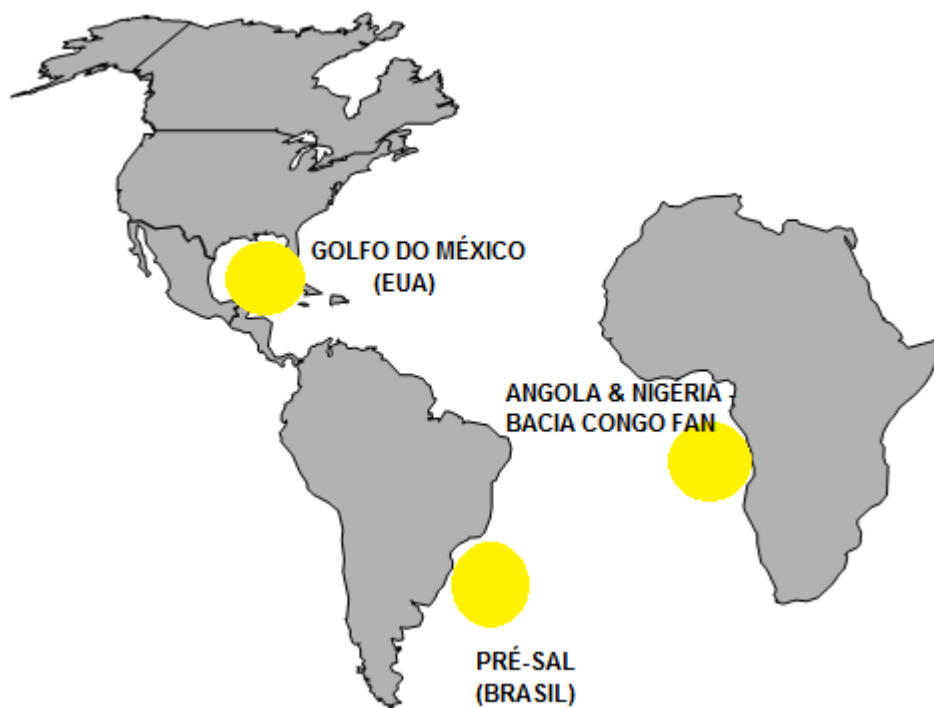 GOLFO DO MÉXICO
(EUA)
ANGOLA & NIGÉRIA -
BACIA CONGO FAN
PRÉ-SAL
(BRASIL)